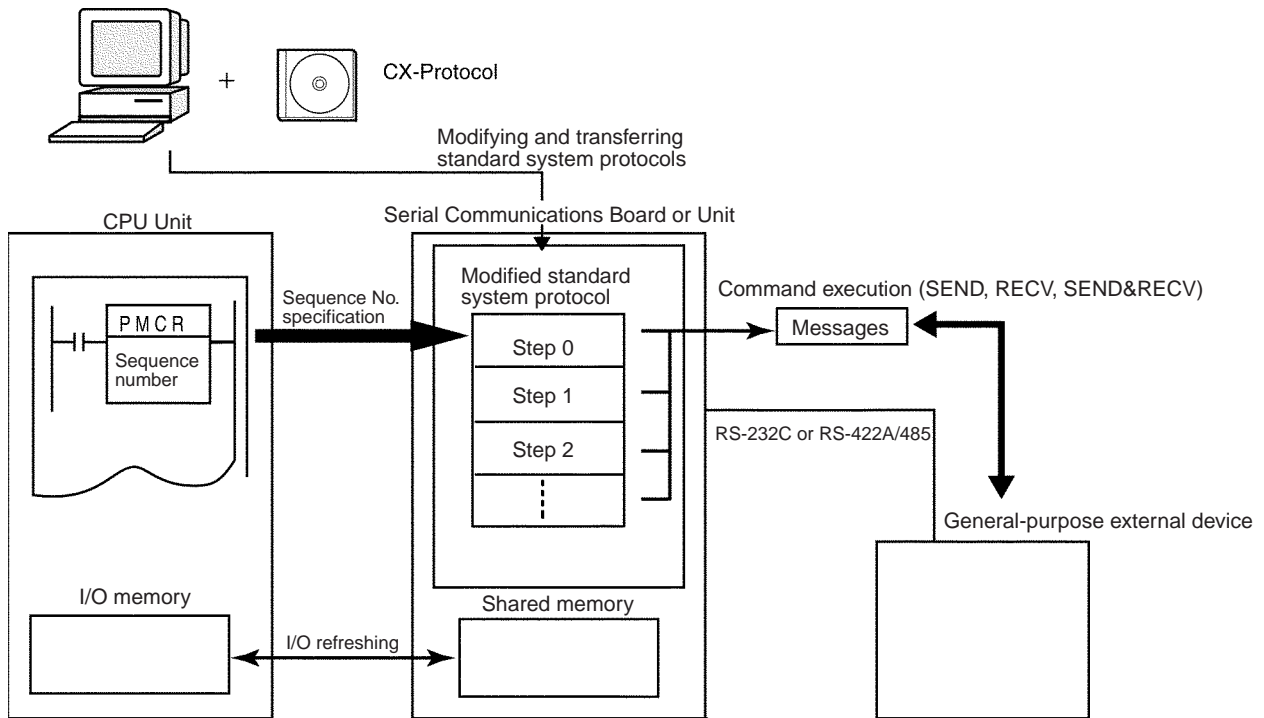 +
CX-Protocol
Modifying and transferring
standard system protocols
CPU Unit
Serial Communications Board or Unit
PMCR
Sequence
number
Sequence No.
specification
Modified standard
system protocol
Step 0
Step 1
Step 2
Command execution (SEND, RECV, SEND&RECV)
Messages
RS-232C or RS-422A/485
General-purpose external device
I/O memory
I/O refreshing
Shared memory